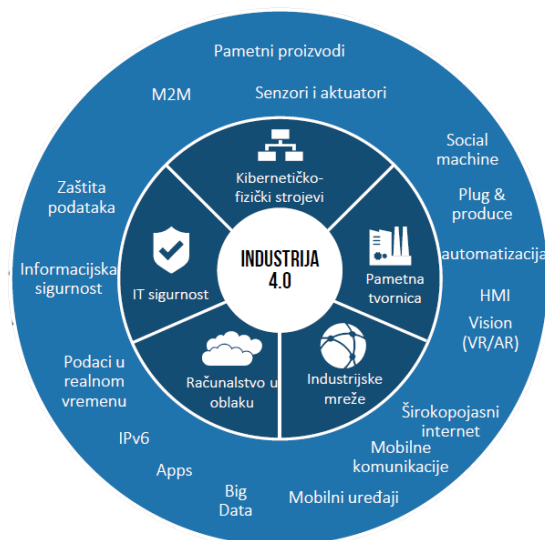 Pametni proizvodi
M2M
Senzori i aktuatori
Social
machine
Plug &
produce
automatizacija
HMI
Vision
(VR/AR)
Širokopojasni
internet
Mobilne
komunikacije
Mobilni uređaji
Big
Data
Apps
IPv6
Podaci u
realnom
vremenu
Informacijska
sigurnost
Zaštita
podataka
Kibernetičko-
fizički strojevi
Pametna
tvornica
Industrijske
mreže
Računalstvo u
oblaku
IT sigurnost
INDUSTRIJA
4.0